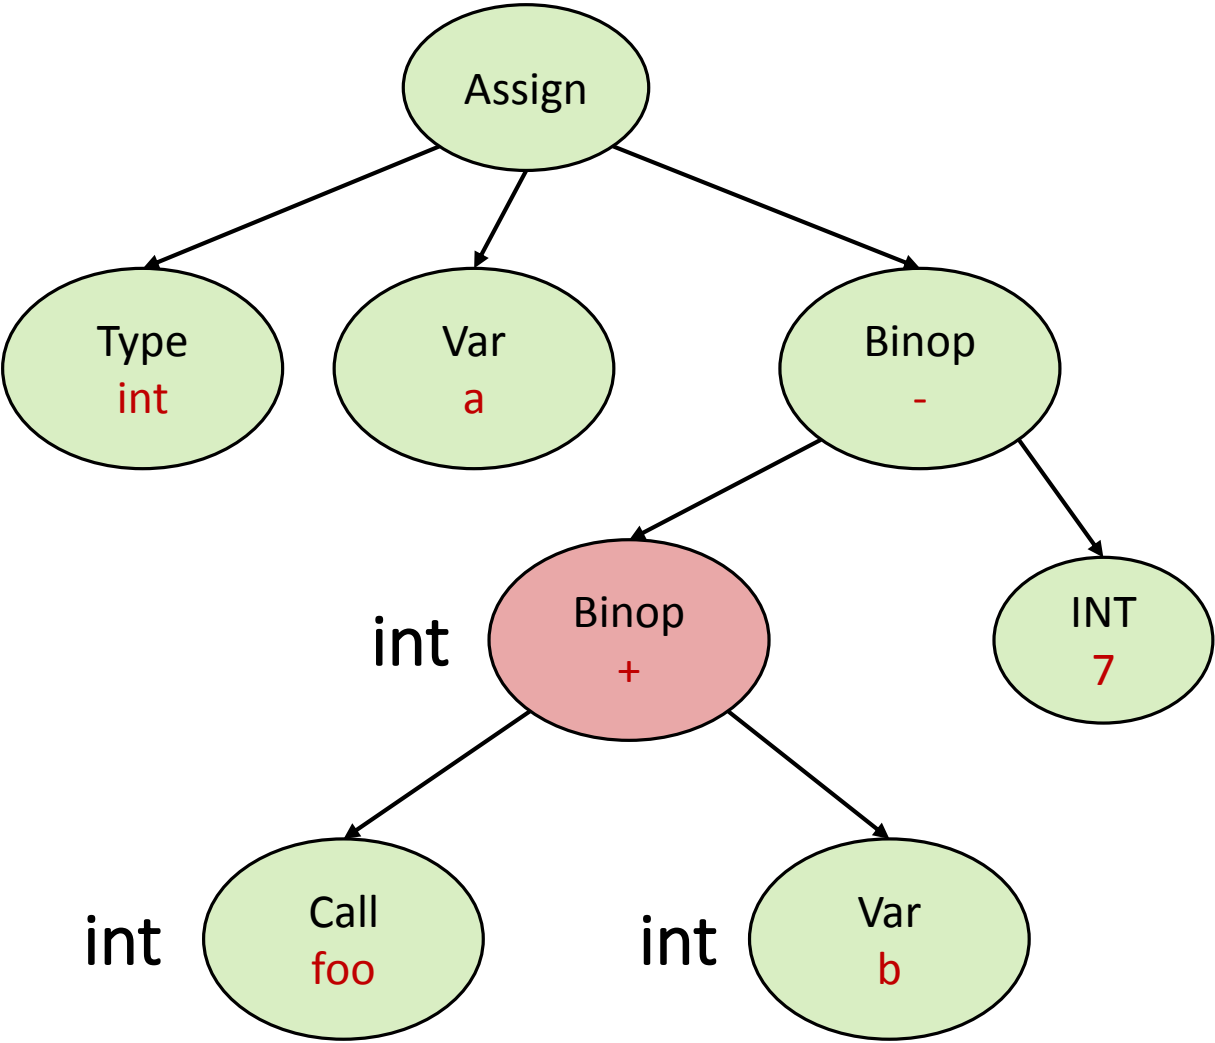 Assign
Type
int
Var
a
Binop
-
int
Binop
+
INT
7
int
Call
foo
int
Var
b